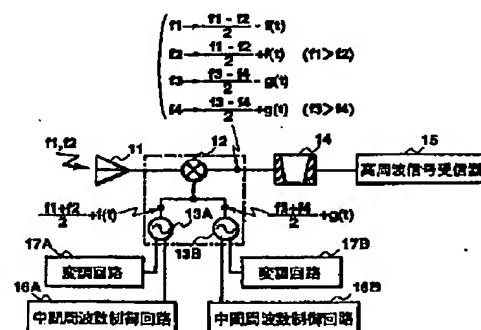 f1→ f1-f2/2 -f(t)
f2→ f1-f2/2 +f(t) (f1>f2)
f3→ f3-f4/2 -g(t)
f4→ f3-f4/2 +g(t) (f3>f4)
f1,f2
11
12
14
15
高周波信号受信器
f1+f2/2 +f(t)
13A
f3+f4/2 +g(t)
13B
17A
変調回路
17B
変調回路
16A
中間周波数制御回路
16B
中間周波数制御回路